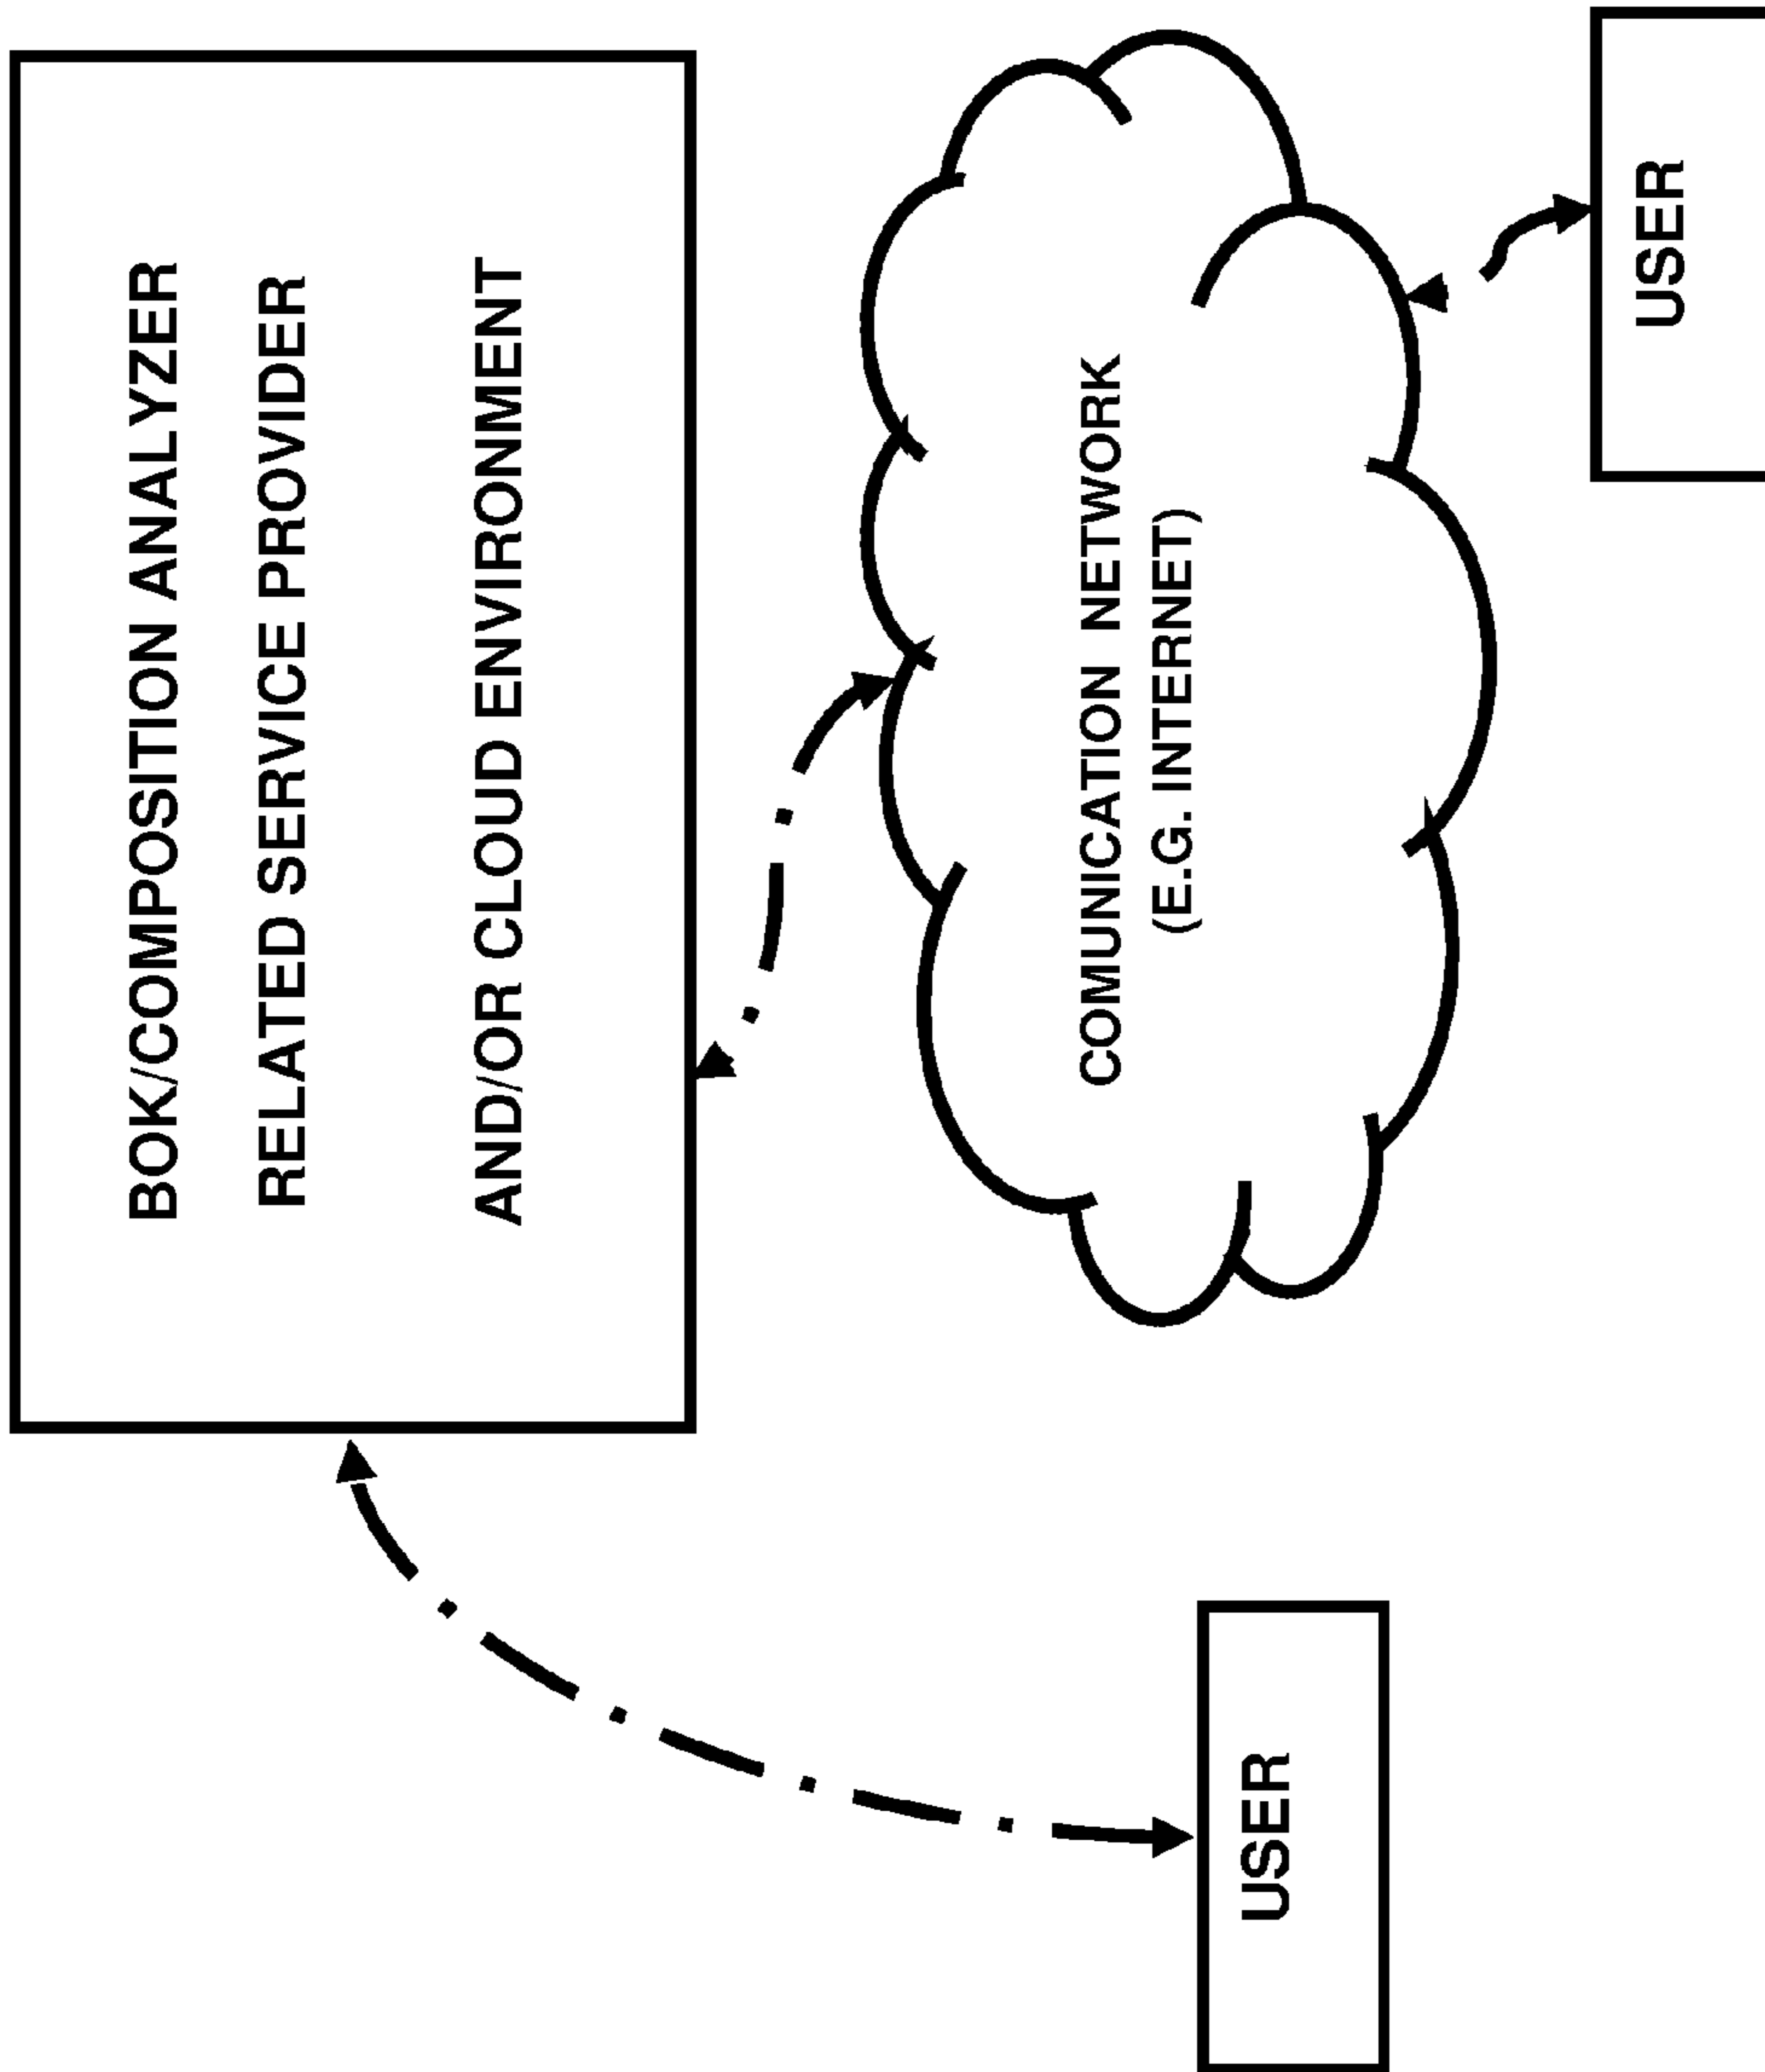 BOK/COMPOSITION ANALYZER
RELATED SERVICE PROVIDER
AND/OR CLOUD ENVIRONMENT
COMUNICATION NETWORK
(E.G. INTERNET)
USER
USER